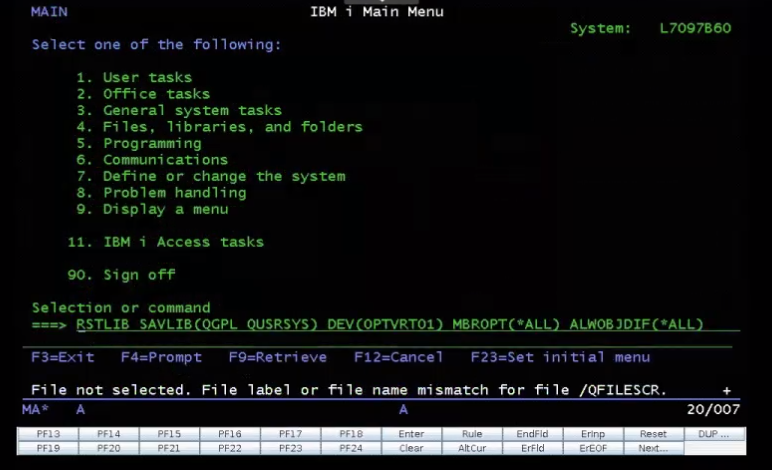 MAIN IBM i Main Menu
System: L7097B60
Select one of the following:
1. User tasks
2. Office tasks
3. General system tasks
4. Files, libraries, and folders
5. Programming
6. Communications
7. Define or change the system
8. Problem handling
9. Display a menu
11. IBM i Access tasks
90. Sign off
Selection or command
===> RSTLIB SAVLIB(QGPL QUSRSYS) DEV(OPTVRT01) MBROPT(*ALL) ALWOBJDIF(*ALL)
F3=Exit F4=Prompt F9=Retrieve F12=Cancel F23=Set initial menu
File not selected. File label or file name mismatch for file /QFILESCR. +
MA* A A 20/007
PF13 PF14 PF15 PF16 PF17 PF18 Enter Rule EndFld ErInp Reset DUP ...
PF19 PF20 PF21 PF22 PF23 PF24 Clear AltCur ErFld ErEOF Next...